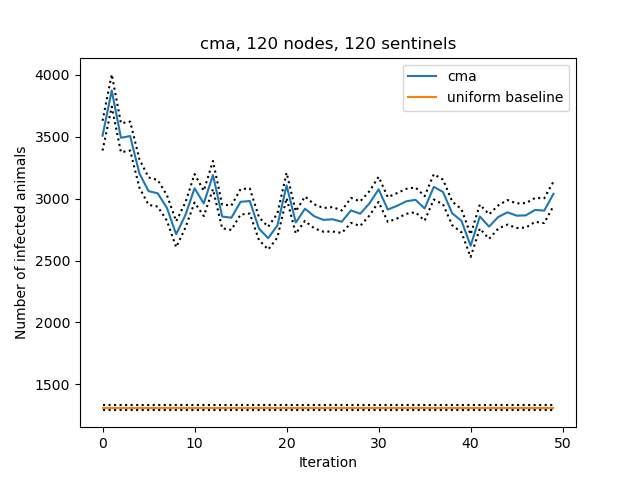 cma, 120 nodes, 120 sentinels
cma
uniform baseline
4000
3500
3000
2500
2000
1500
Number of infected animals
0 10 20 30 40 50
Iteration